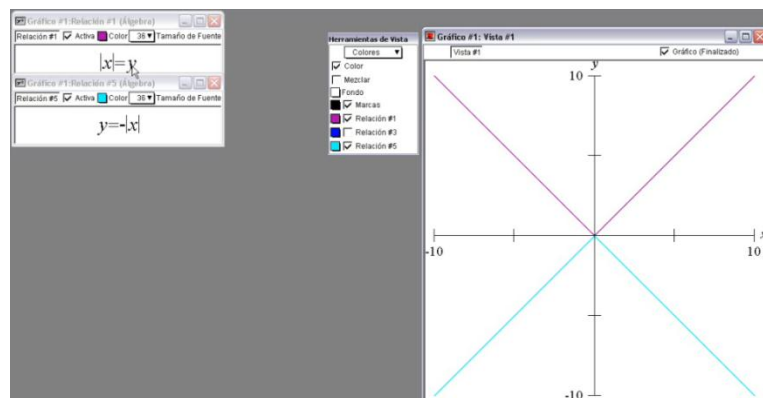 Gráfico #1:Relación #1 (Álgebra)
Relación #1 Activa Color 36 Tamaño de Fuente
|x|=y
Gráfico #1:Relación #5 (Álgebra)
Relación #5 Activa Color 36 Tamaño de Fuente
y=-|x|
Herramientas de Vista
Colores
Color
Mezclar
Fondo
Marcas
Relación #1
Relación #3
Relación #5
Gráfico #1: Vista #1
Vista #1 Gráfico (Finalizado)
y
10
x
-10 10
-10